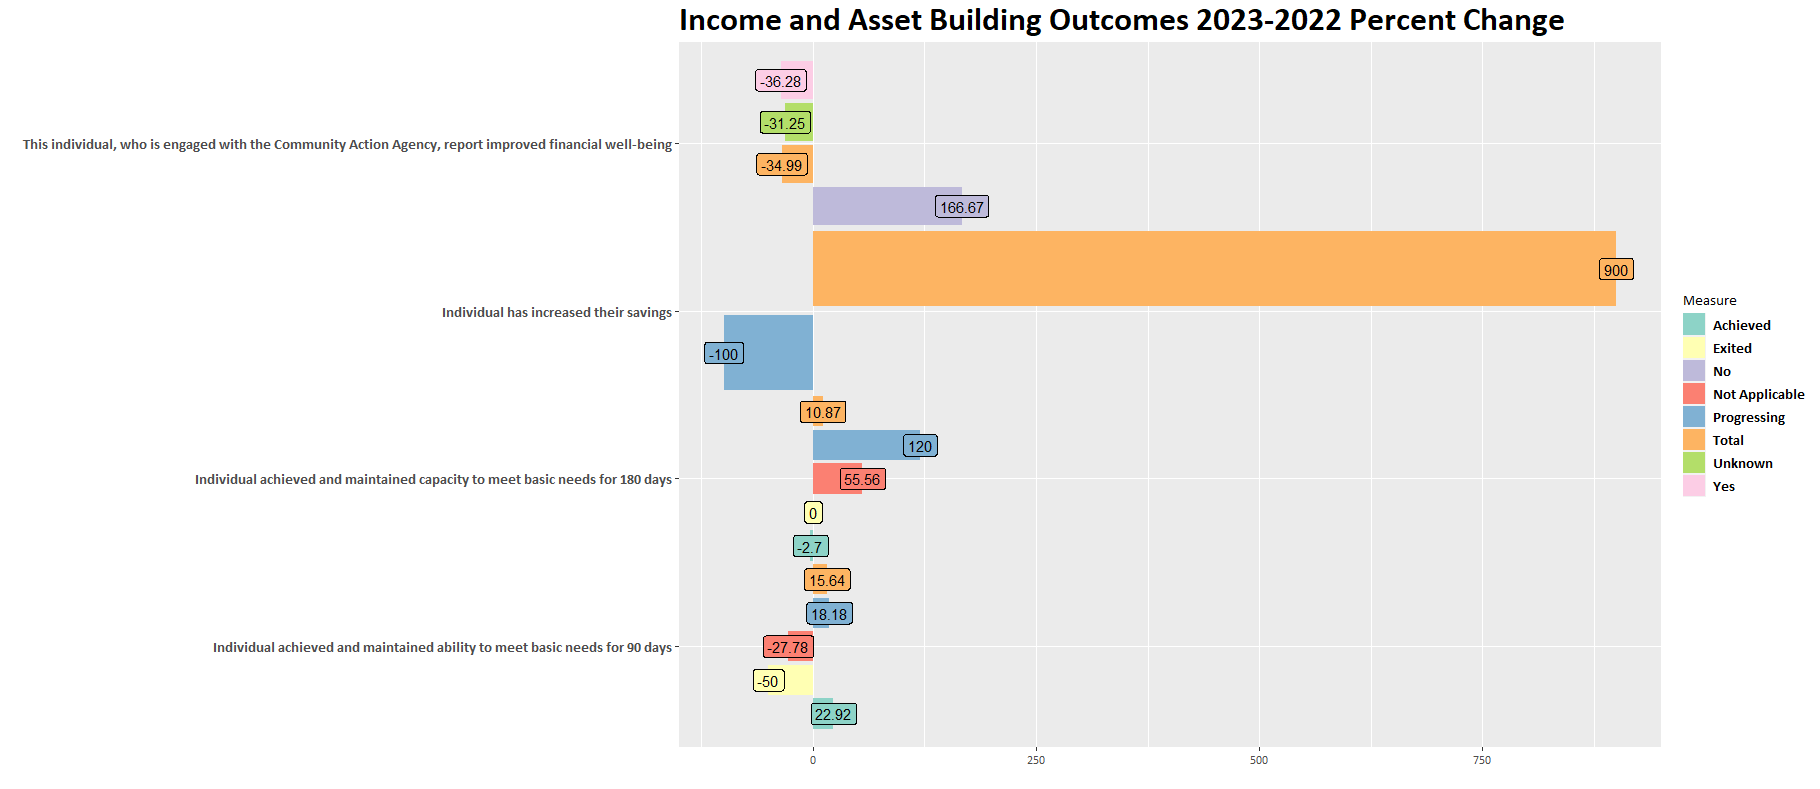 Income and Asset Building Outcomes 2023-2022 Percent Change
-36.28
-31.25
This individual, who is engaged with the Community Action Agency, report improved financial well-being
-34.99
166.67
900
Individual has increased their savings
-100
10.87
120
Individual achieved and maintained capacity to meet basic needs for 180 days
55.56
0
-2.7
15.64
18.18
Individual achieved and maintained ability to meet basic needs for 90 days
-27.78
-50
22.92
0
250
500
750
Measure
Achieved
Exited
No
Not Applicable
Progressing
Total
Unknown
Yes